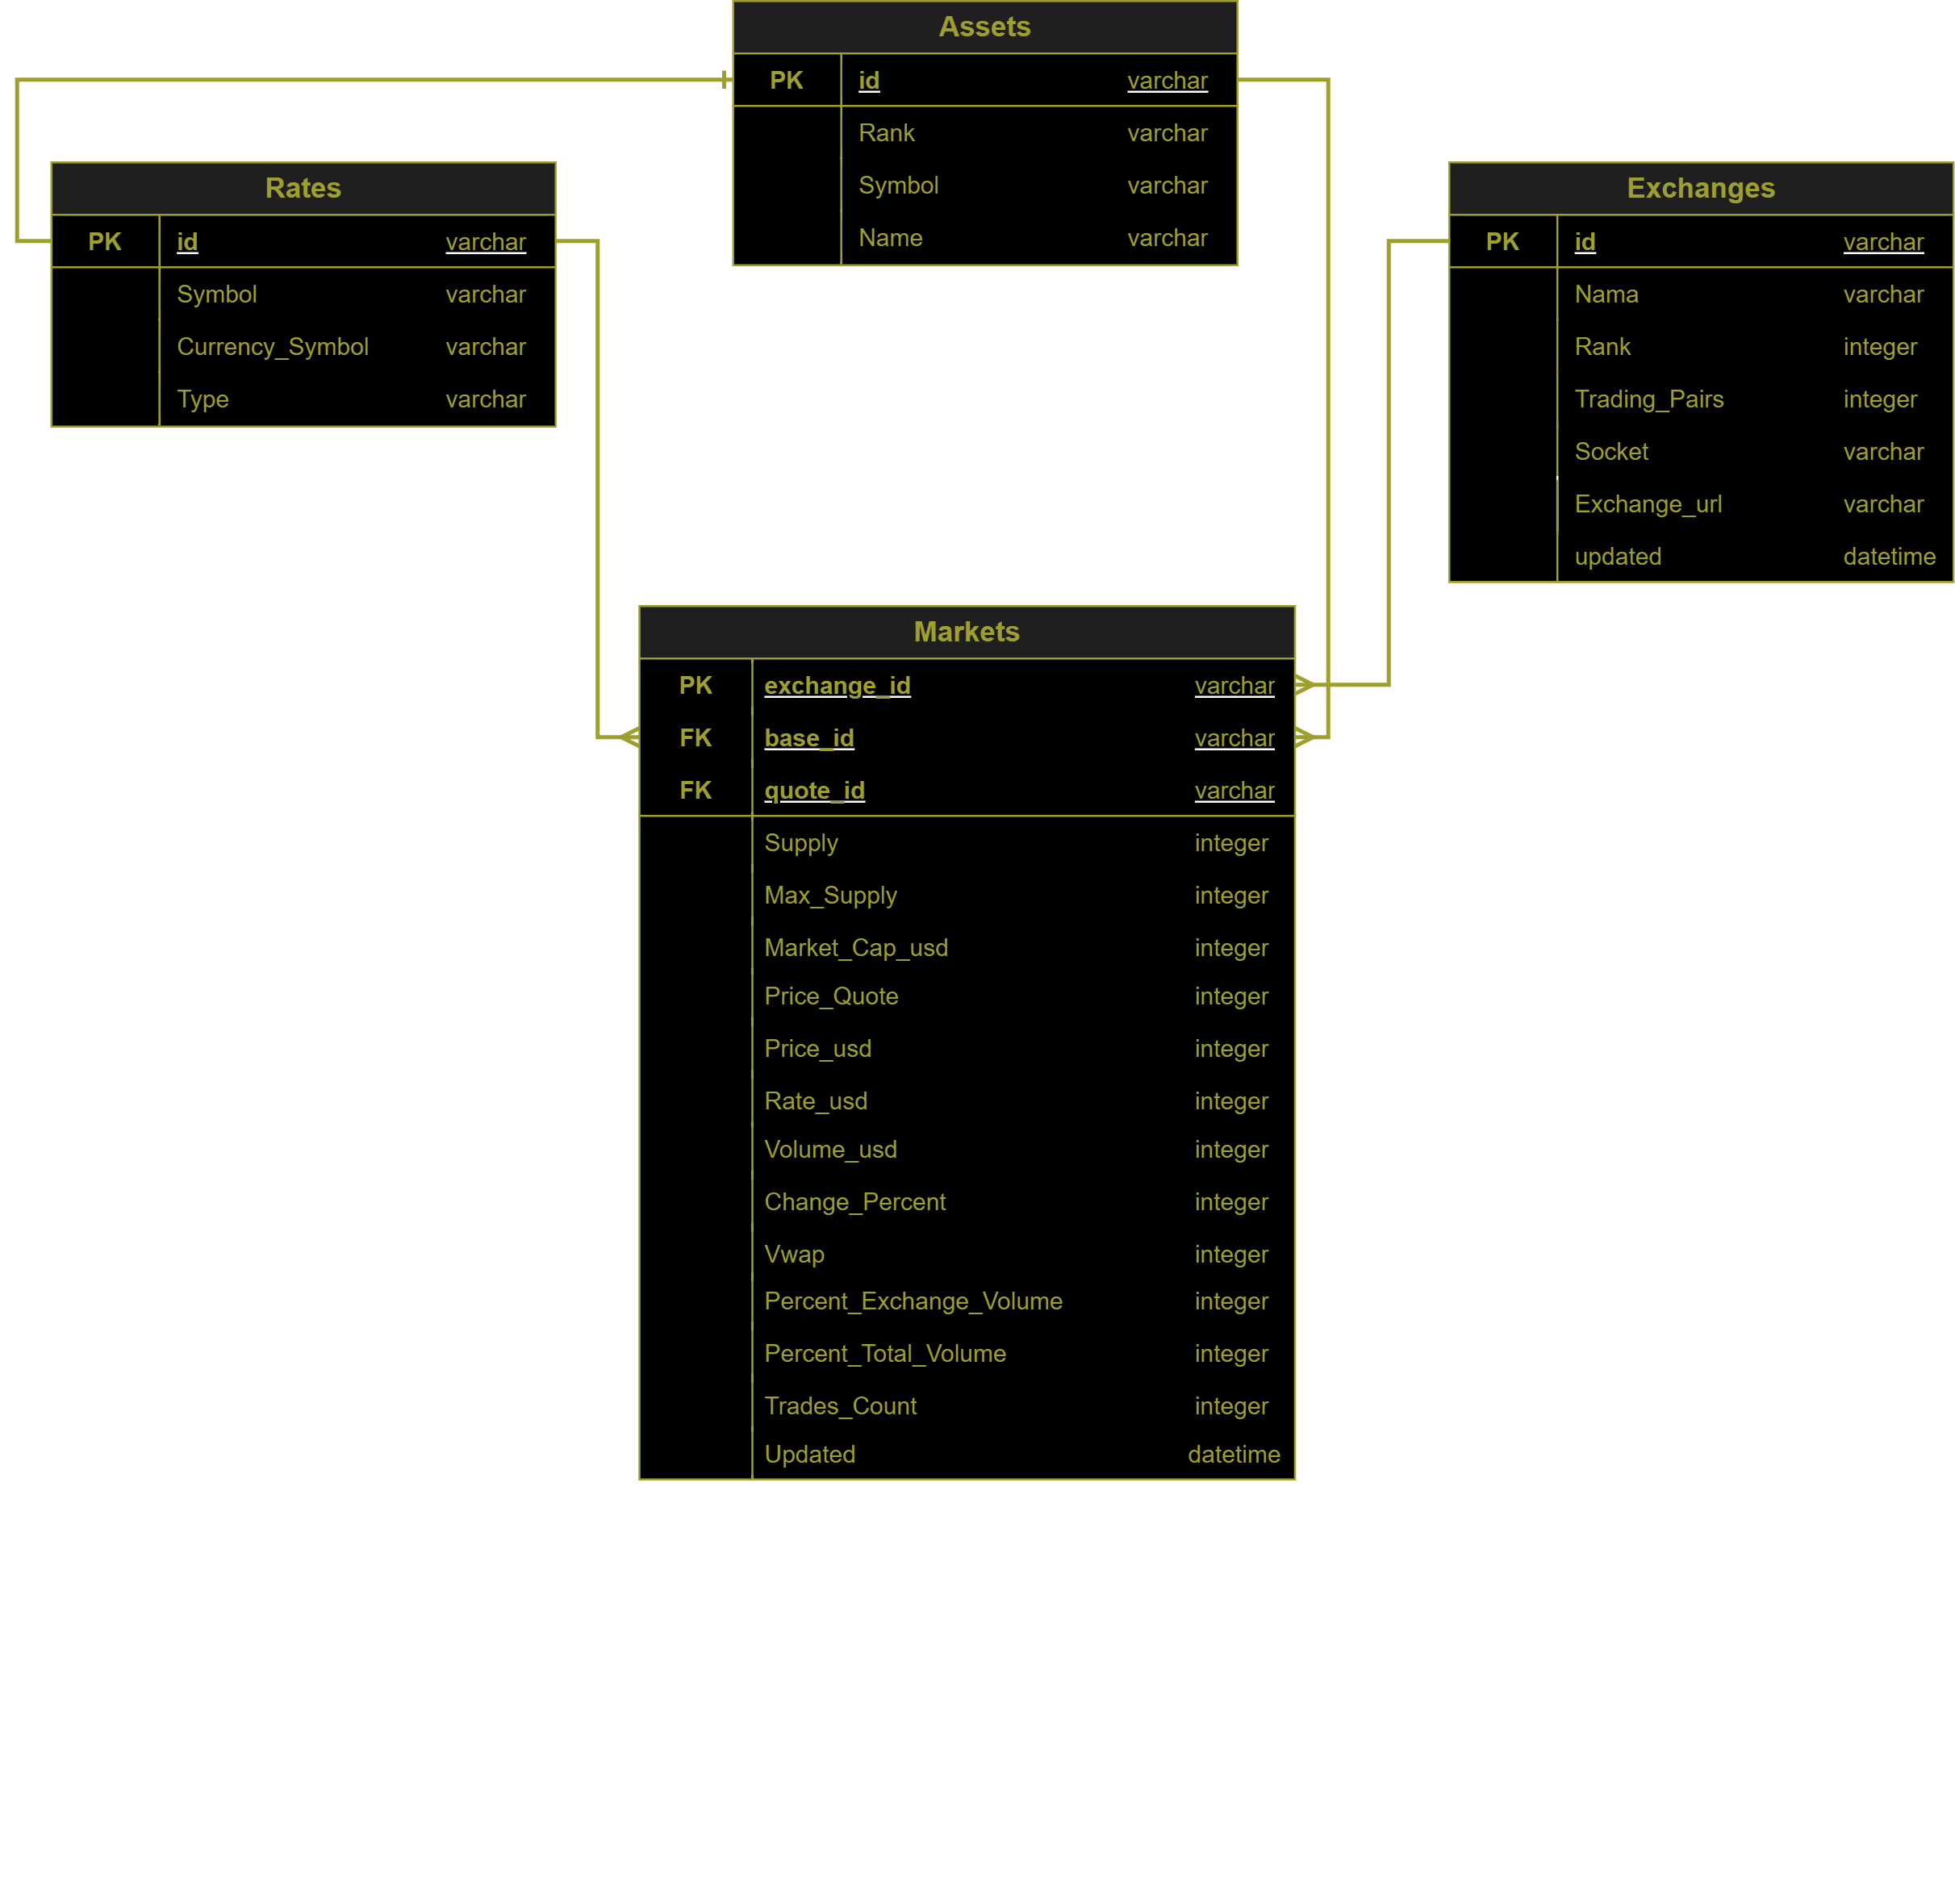 Assets
PK id varchar
Rank varchar
Symbol varchar
Name varchar
Rates
PK id varchar
Symbol varchar
Currency_Symbol varchar
Type varchar
Exchanges
PK id varchar
Nama varchar
Rank integer
Trading_Pairs integer
Socket varchar
Exchange_url varchar
updated datetime
Markets
PK exchange_id varchar
FK base_id varchar
FK quote_id varchar
Supply integer
Max_Supply integer
Market_Cap_usd integer
Price_Quote integer
Price_usd integer
Rate_usd integer
Volume_usd integer
Change_Percent integer
Vwap integer
Percent_Exchange_Volume integer
Percent_Total_Volume integer
Trades_Count integer
Updated datetime